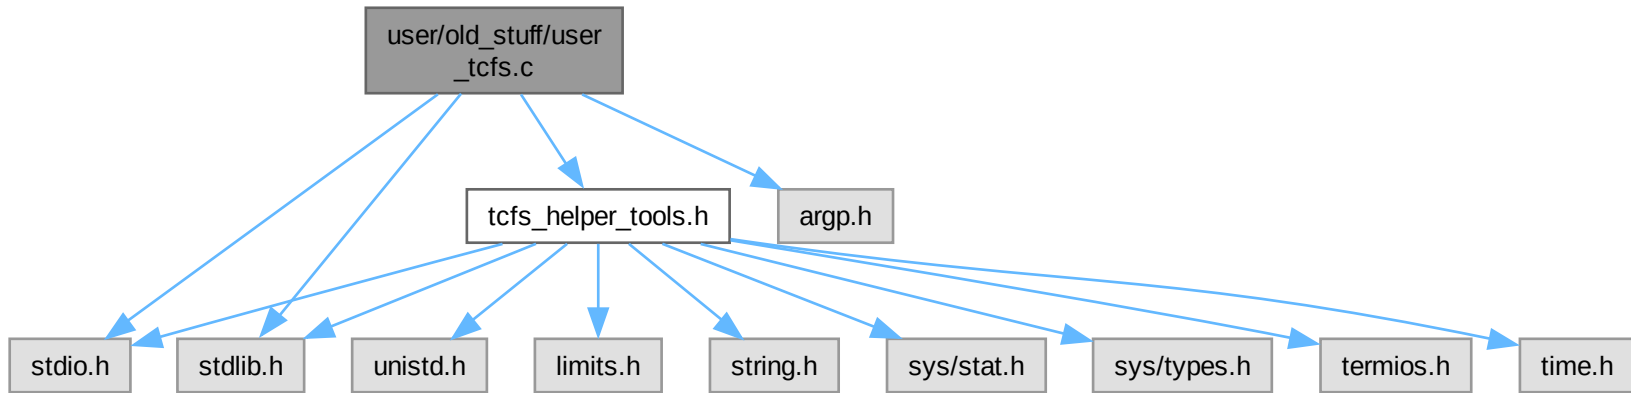 user/old_stuff/user
_tcfs.c
tcfs_helper_tools.h
argp.h
stdio.h
stdlib.h
unistd.h
limits.h
string.h
sys/stat.h
sys/types.h
termios.h
time.h